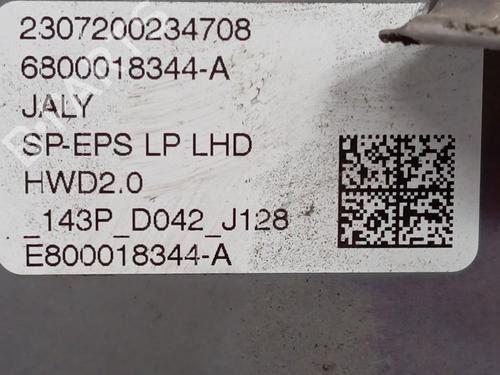 2307200234708
6800018344-A
JALY
SP-EPS LP LHD
HWD2.0
_143P_D042_J128
E800018344-A